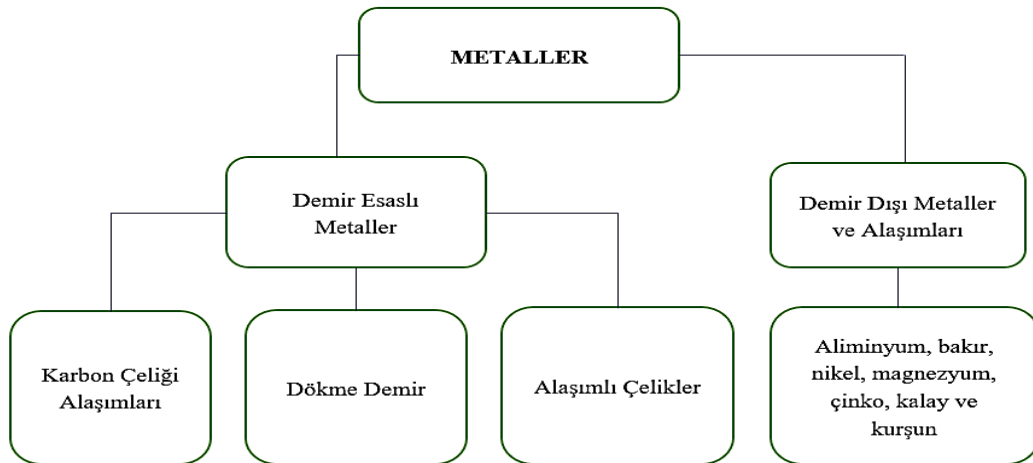 METALLER
Demir Esaslı
Metaller
Demir Dışı Metaller
ve Alaşımları
Karbon Çeliği
Alaşımları
Dökme Demir
Alaşımlı Çelikler
Aliminyum, bakır,
nikel, magnezyum,
çinko, kalay ve
kurşun